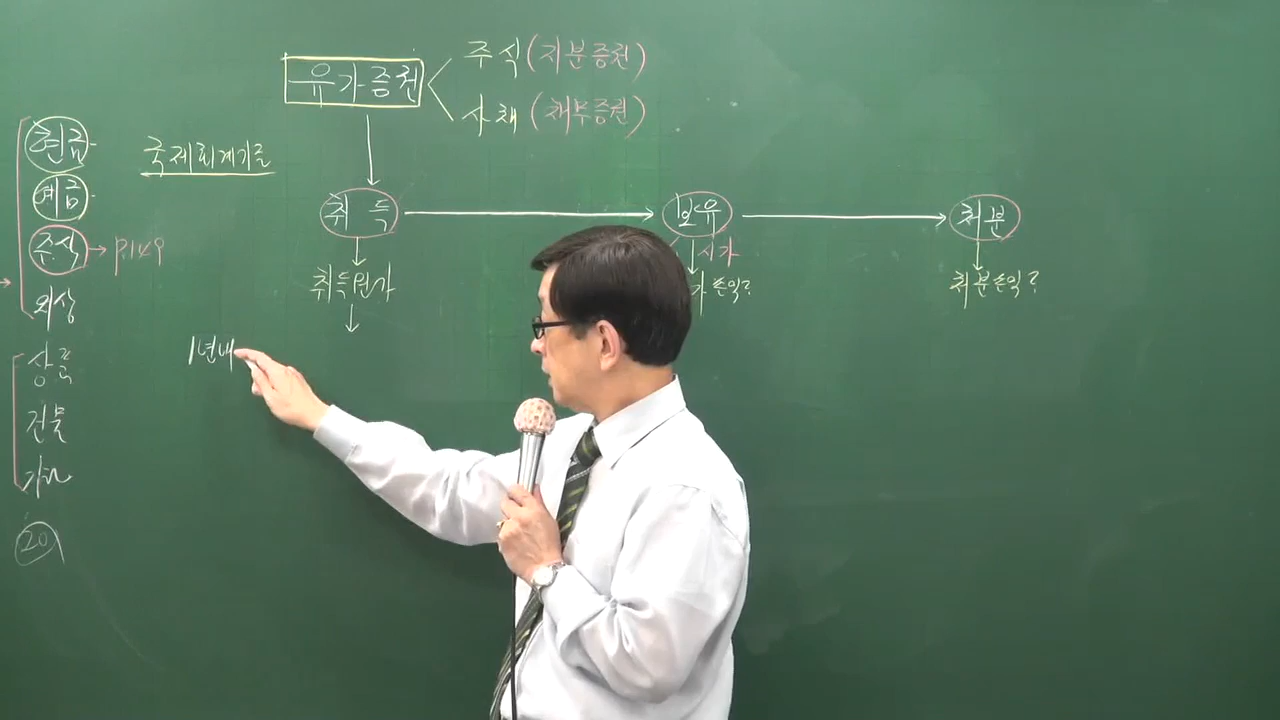 유가증권
주식(지분증권)
사채(채무증권)
현금
예금
주식 → P.149
외상
상품
건물
기타
20
국제회계기준
취득 → 보유 → 처분
취득원가
시가
가손익?
처분손익?
1년내